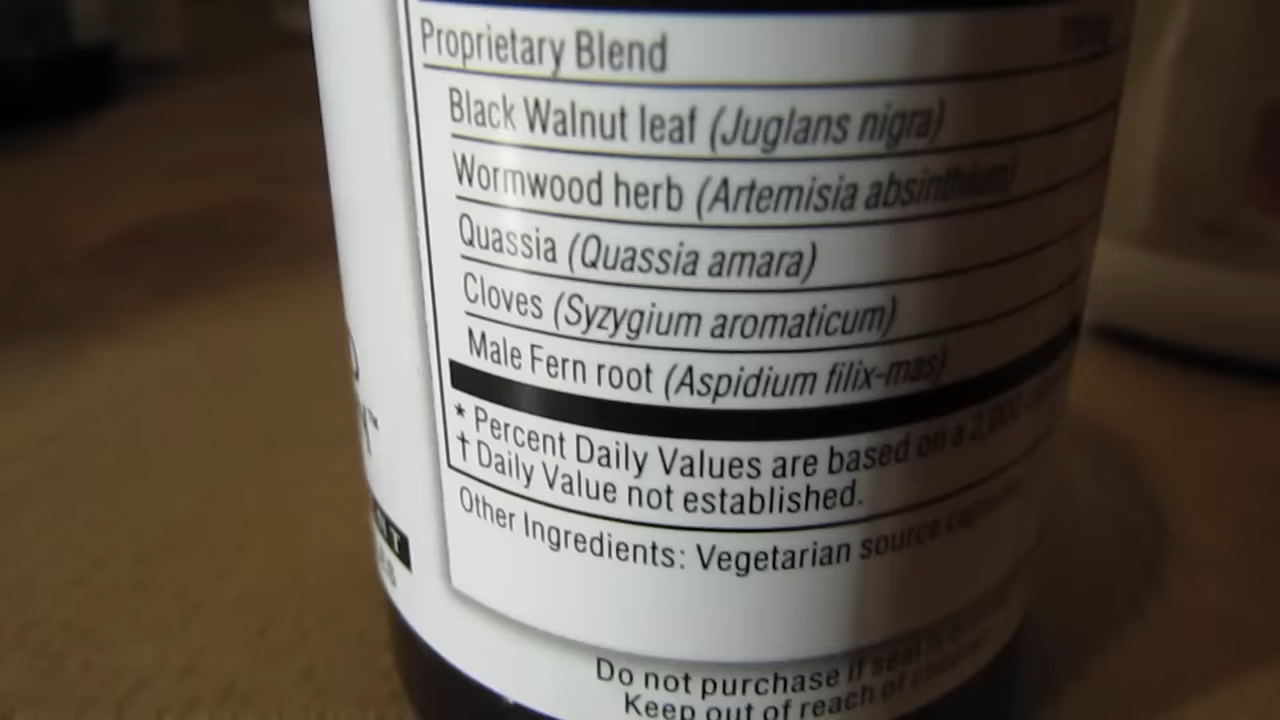 Proprietary Blend
Black Walnut leaf (Juglans nigra)
Wormwood herb (Artemisia absinthium)
Quassia (Quassia amara)
Cloves (Syzygium aromaticum)
Male Fern root (Aspidium filix-mas)
* Percent Daily Values are based on a 2,000
† Daily Value not established.
Other Ingredients: Vegetarian source
Do not purchase if seal is
Keep out of reach of